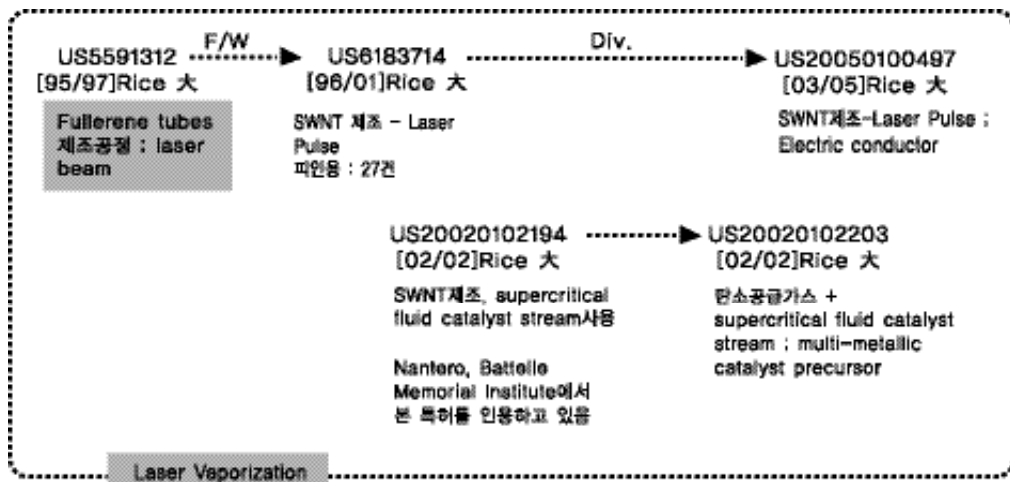 F/W
Div.
US5591312
US6183714
US20050100497
[95/97]Rice 大
[96/01]Rice 大
[03/05]Rice 大
Fullerene tubes
제조공정 : laser
beam
SWNT 제조 - Laser
Pulse
피인용 : 27건
SWNT제조-Laser Pulse ;
Electric conductor
US20020102194
US20020102203
[02/02]Rice 大
[02/02]Rice 大
SWNT제조, supercritical
fluid catalyst stream사용
Nantero, Battelle
Memorial Institute에서
본 특허를 인용하고 있음
탄소공급가스 +
supercritical fluid catalyst
stream ; multi-metallic
catalyst precursor
Laser Vaporization